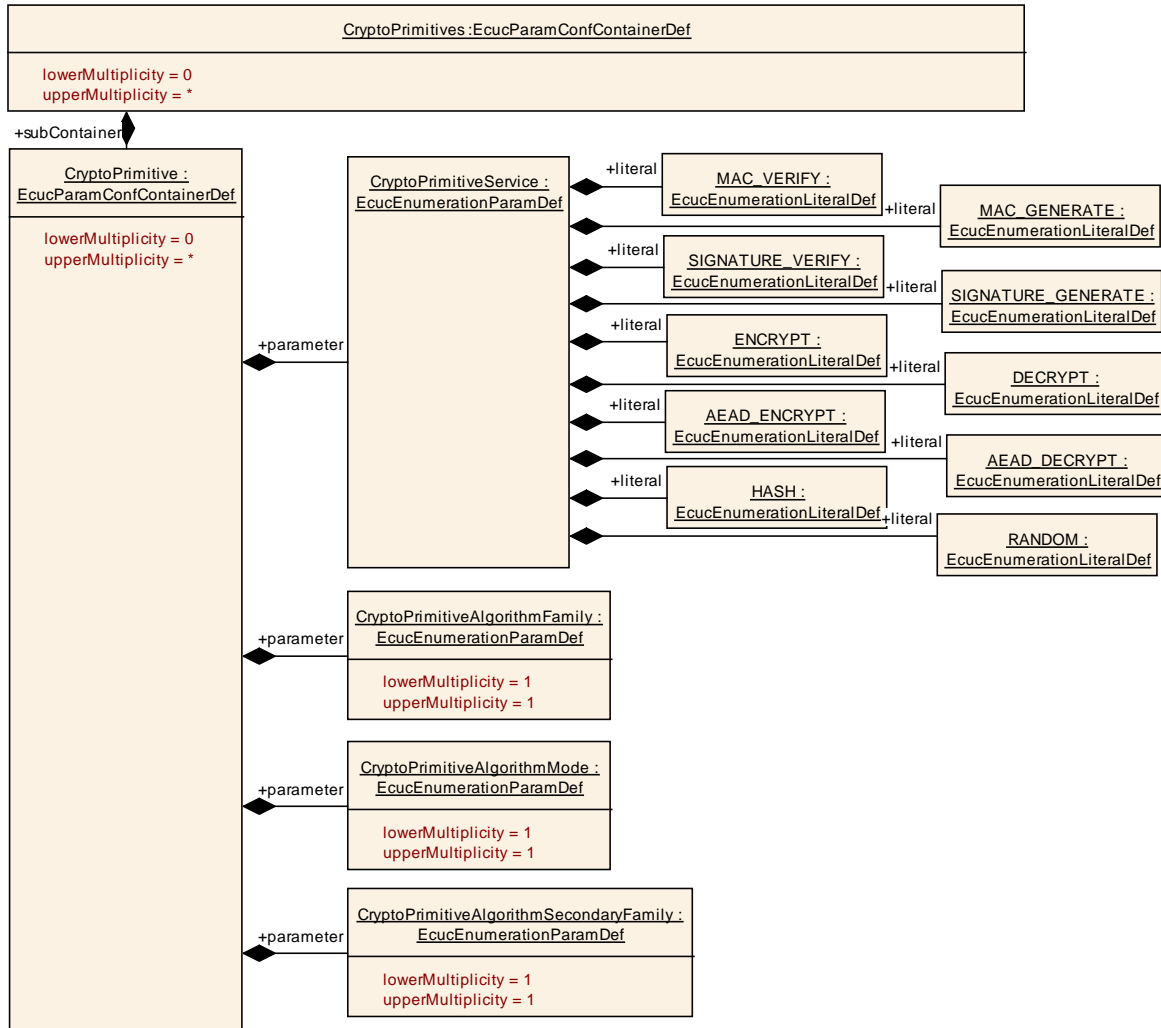 CryptoPrimitives :EcucParamConfContainerDef
lowerMultiplicity = 0
upperMultiplicity = *
+subContainer
CryptoPrimitive :
EcucParamConfContainerDef
lowerMultiplicity = 0
upperMultiplicity = *
+parameter
CryptoPrimitiveService :
EcucEnumerationParamDef
+literal
MAC_VERIFY :
EcucEnumerationLiteralDef
+literal
MAC_GENERATE :
EcucEnumerationLiteralDef
+literal
SIGNATURE_VERIFY :
EcucEnumerationLiteralDef
+literal
SIGNATURE_GENERATE :
EcucEnumerationLiteralDef
+literal
ENCRYPT :
EcucEnumerationLiteralDef
+literal
DECRYPT :
EcucEnumerationLiteralDef
+literal
AEAD_ENCRYPT :
EcucEnumerationLiteralDef
+literal
AEAD_DECRYPT :
EcucEnumerationLiteralDef
+literal
HASH :
EcucEnumerationLiteralDef
+literal
RANDOM :
EcucEnumerationLiteralDef
+parameter
CryptoPrimitiveAlgorithmFamily :
EcucEnumerationParamDef
lowerMultiplicity = 1
upperMultiplicity = 1
+parameter
CryptoPrimitiveAlgorithmMode :
EcucEnumerationParamDef
lowerMultiplicity = 1
upperMultiplicity = 1
+parameter
CryptoPrimitiveAlgorithmSecondaryFamily :
EcucEnumerationParamDef
lowerMultiplicity = 1
upperMultiplicity = 1